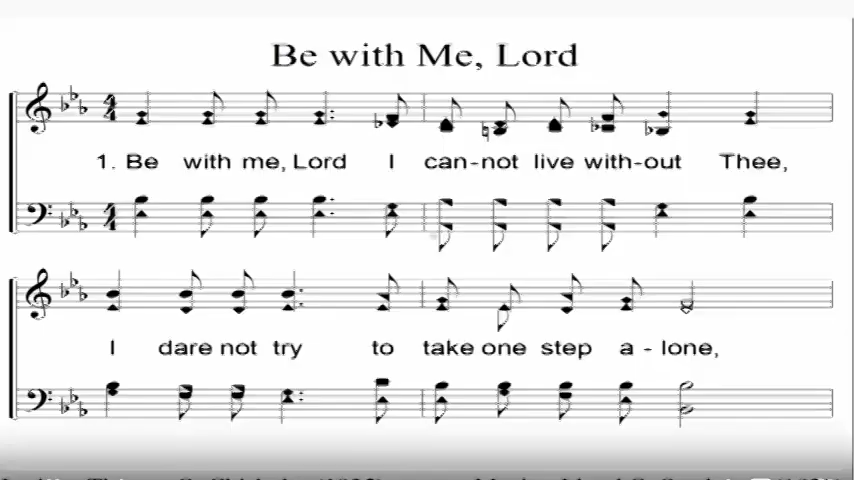 Be with Me, Lord
1. Be with me, Lord I can-not live with-out Thee,
I dare not try to take one step a-lone,